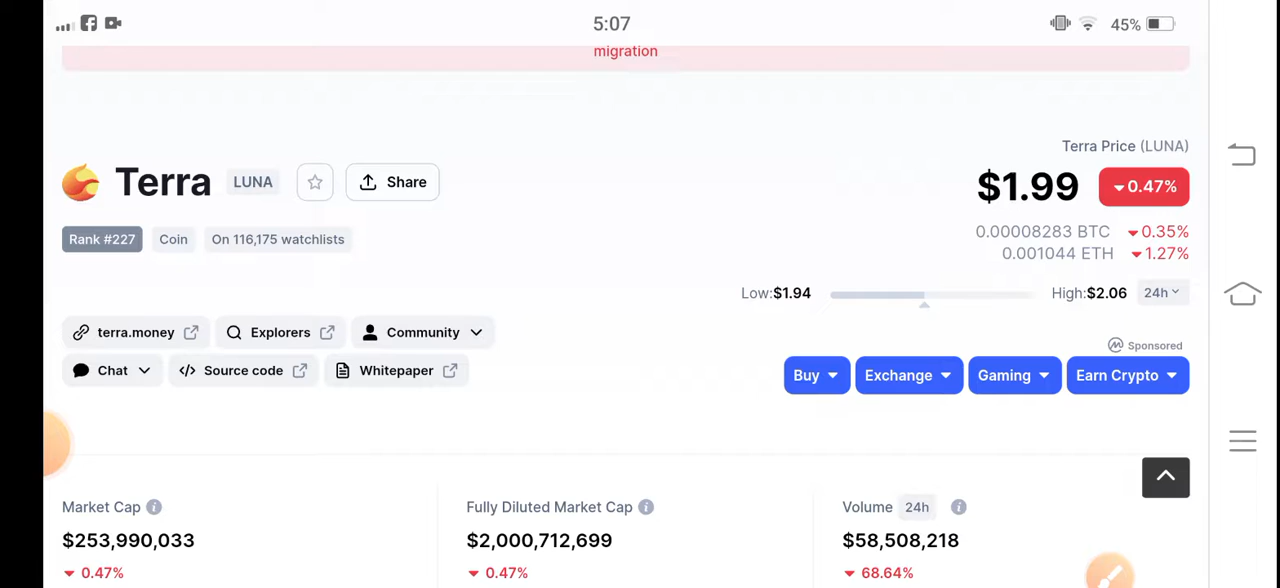 5:07
45%
migration
Terra Price (LUNA)
Terra LUNA Share
$1.99 0.47%
Rank #227 Coin On 116,175 watchlists
0.00008283 BTC 0.35%
0.001044 ETH 1.27%
Low:$1.94 High:$2.06 24h
terra.money Explorers Community
Sponsored
Chat Source code Whitepaper
Buy Exchange Gaming Earn Crypto
Market Cap Fully Diluted Market Cap Volume 24h
$253,990,033 $2,000,712,699 $58,508,218
0.47% 0.47% 68.64%